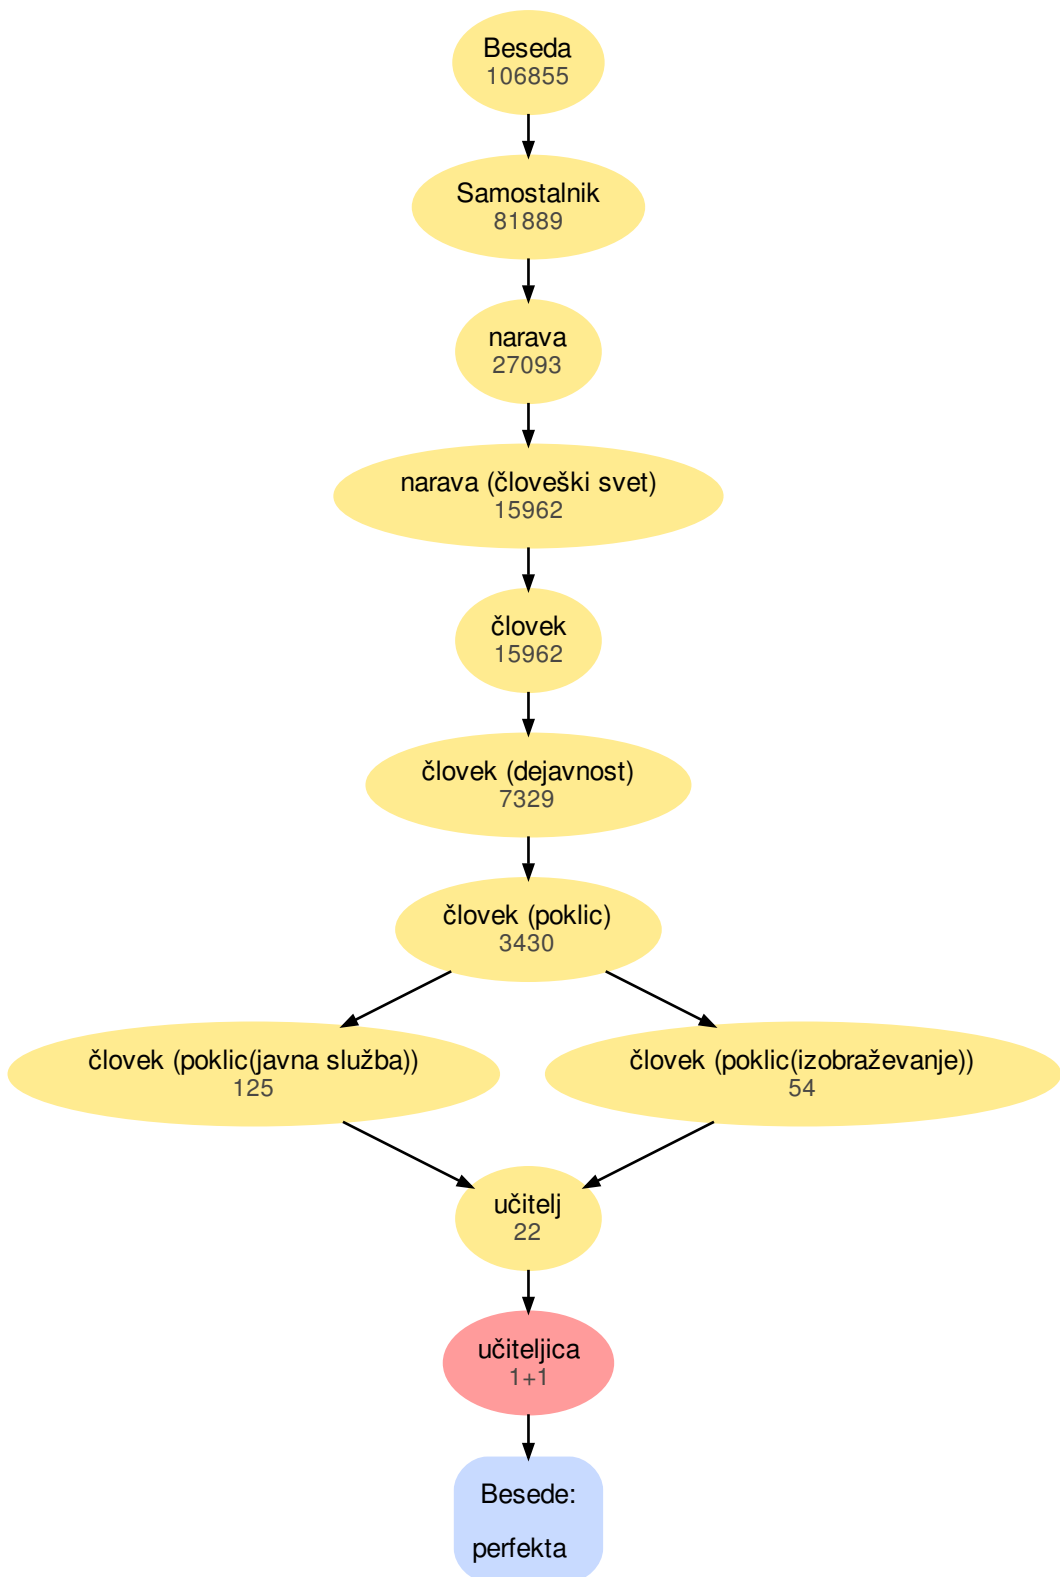 Beseda
106855
Samostalnik
81889
narava
27093
narava (človeški svet)
15962
človek
15962
človek (dejavnost)
7329
človek (poklic)
3430
človek (poklic(javna služba))
125
človek (poklic(izobraževanje))
54
učitelj
22
učiteljica
1+1
Besede:
perfekta